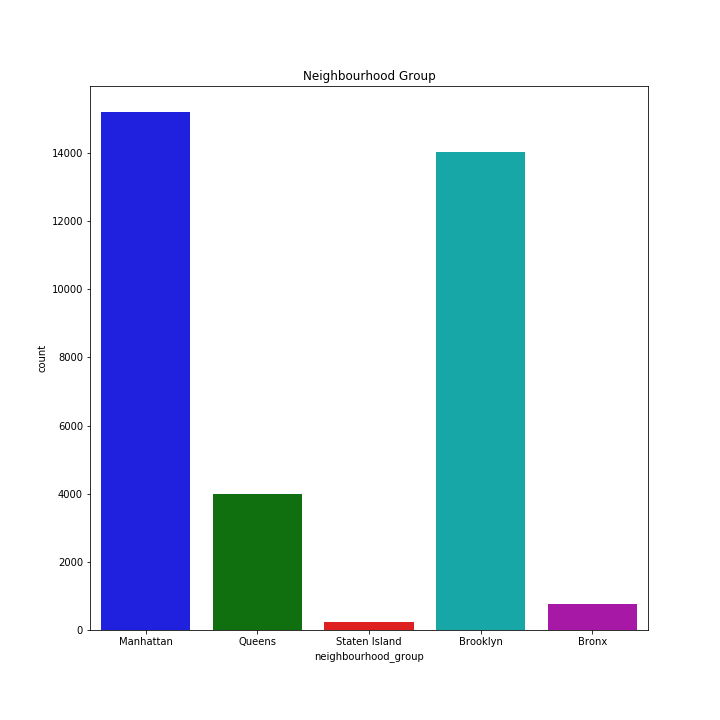 Neighbourhood Group
count
14000
12000
10000
8000
6000
4000
2000
0
Manhattan Queens Staten Island Brooklyn Bronx
neighbourhood_group